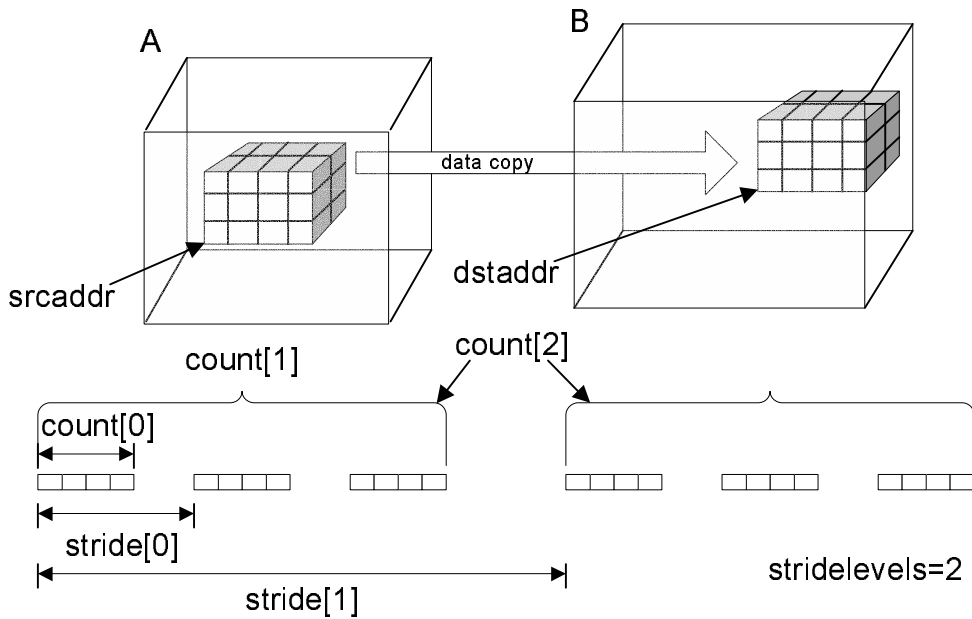 A
B
data copy
srcaddr
dstaddr
count[1]
count[2]
count[0]
stride[0]
stride[1]
stridelevels=2